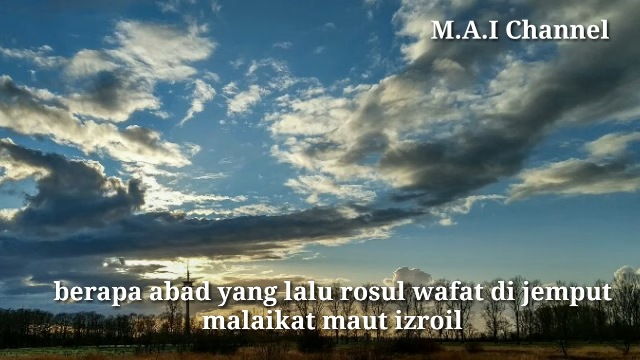 M.A.I Channel
berapa abad yang lalu rosul wafat di jemput
malaikat maut izroil